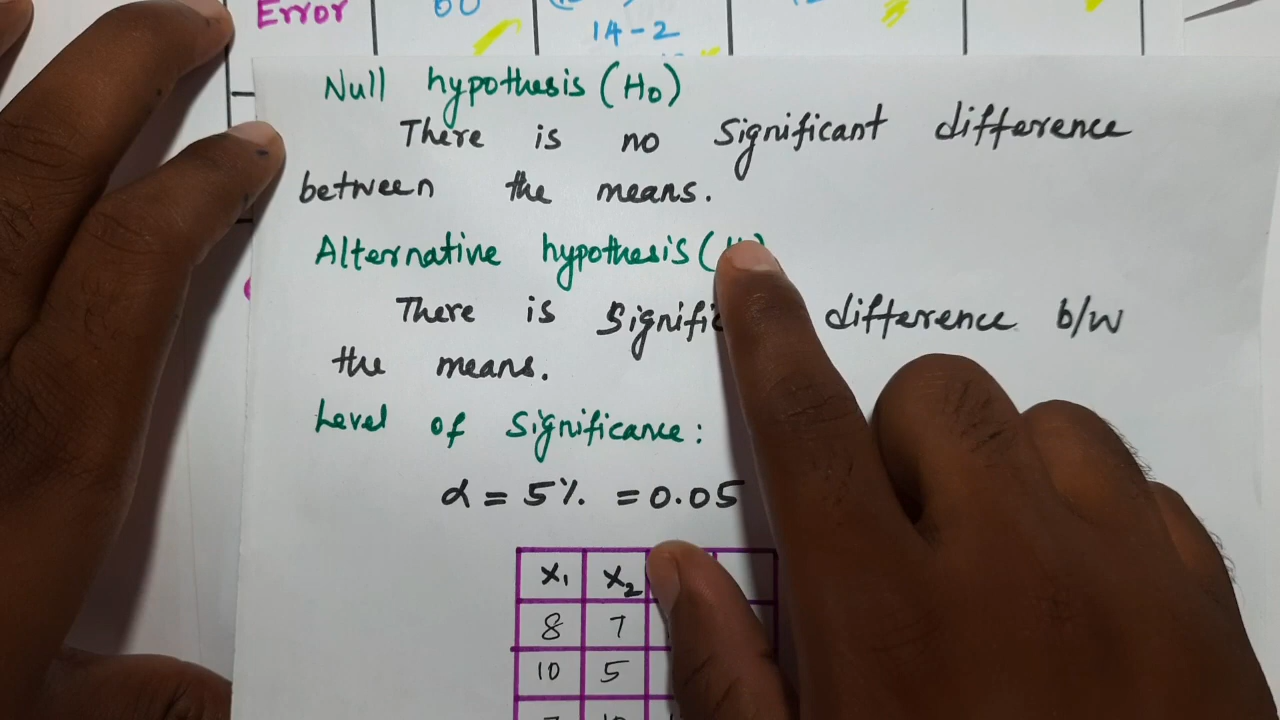 Error
14-2
Null hypothesis (H0)
There is no significant difference
between the means.
Alternative hypothesis (
There is difference b/w
the means.
Level of significance:
α = 5% = 0.05
X1 X2
8 7
10 5